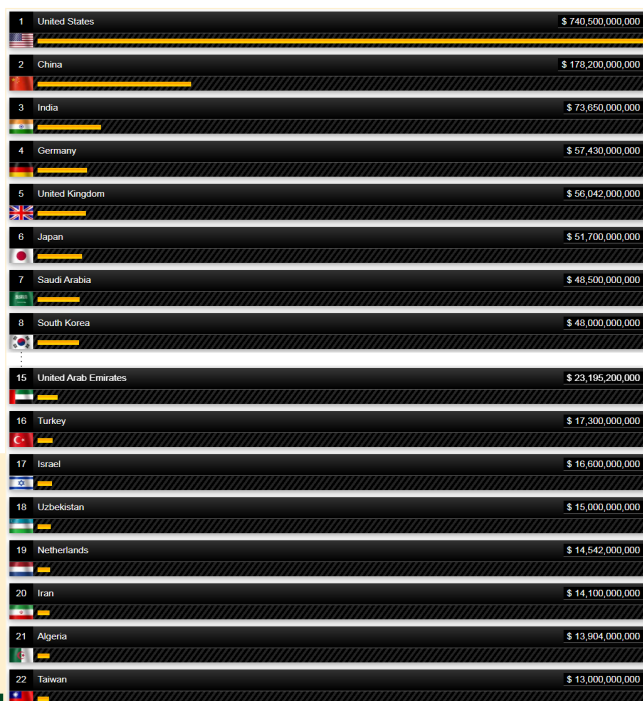 1 United States $ 740,500,000,000
2 China $ 178,200,000,000
3 India $ 73,650,000,000
4 Germany $ 57,430,000,000
5 United Kingdom $ 56,042,000,000
6 Japan $ 51,700,000,000
7 Saudi Arabia $ 48,500,000,000
8 South Korea $ 48,000,000,000
15 United Arab Emirates $ 23,195,200,000
16 Turkey $ 17,300,000,000
17 Israel $ 16,600,000,000
18 Uzbekistan $ 15,000,000,000
19 Netherlands $ 14,542,000,000
20 Iran $ 14,100,000,000
21 Algeria $ 13,904,000,000
22 Taiwan $ 13,000,000,000